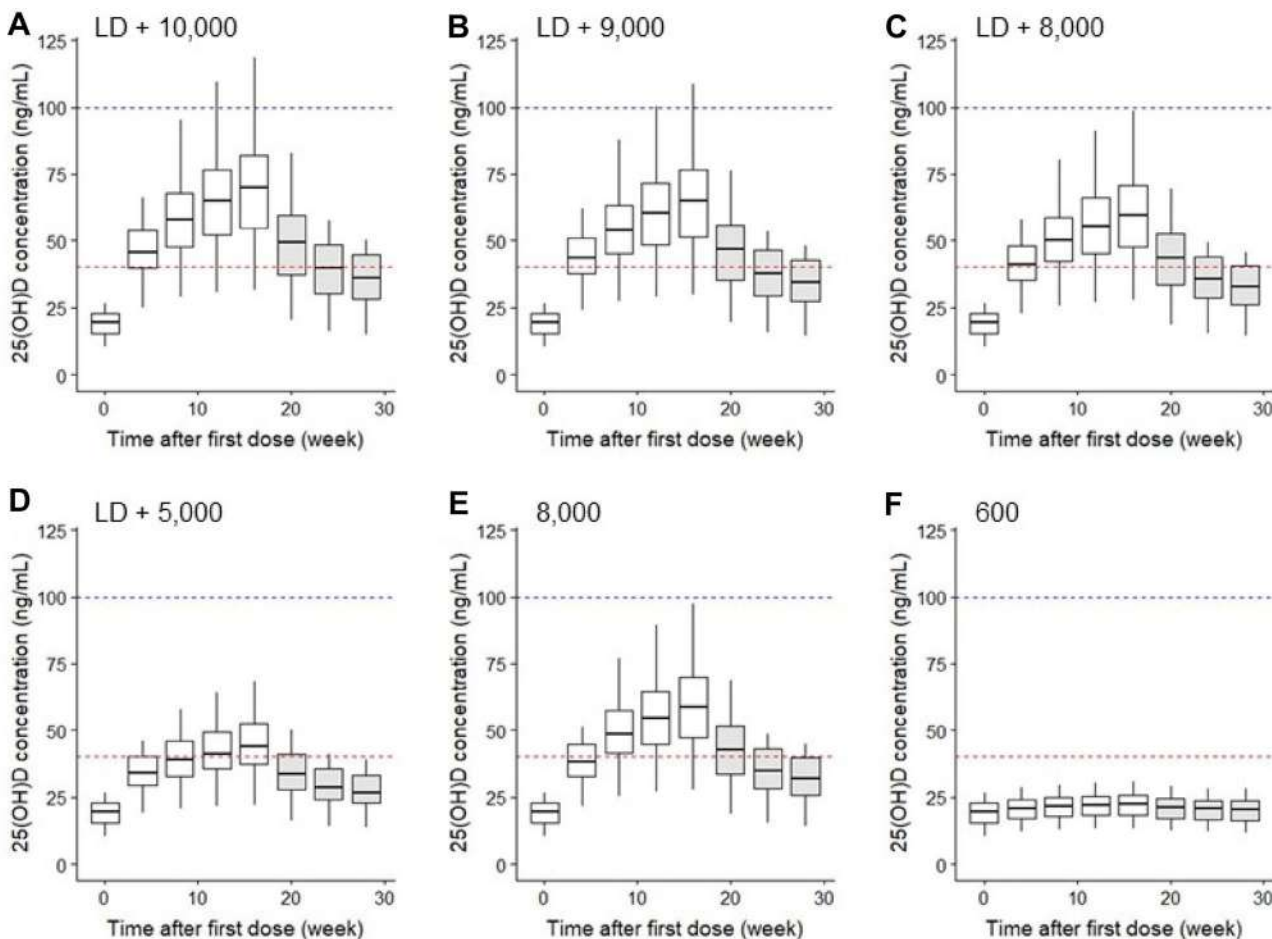 A LD + 10,000
125
100
75
50
25
0
25(OH)D concentration (ng/mL)
0 10 20 30
Time after first dose (week)
B LD + 9,000
125
100
75
50
25
0
25(OH)D concentration (ng/mL)
0 10 20 30
Time after first dose (week)
C LD + 8,000
125
100
75
50
25
0
25(OH)D concentration (ng/mL)
0 10 20 30
Time after first dose (week)
D LD + 5,000
125
100
75
50
25
0
25(OH)D concentration (ng/mL)
0 10 20 30
Time after first dose (week)
E 8,000
125
100
75
50
25
0
25(OH)D concentration (ng/mL)
0 10 20 30
Time after first dose (week)
F 600
125
100
75
50
25
0
25(OH)D concentration (ng/mL)
0 10 20 30
Time after first dose (week)